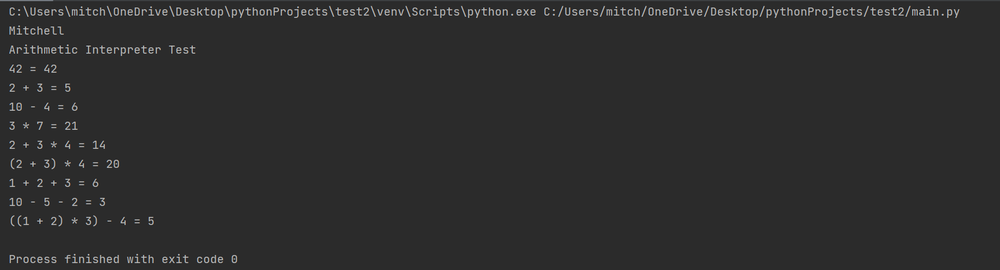 C:\Users\mitch\OneDrive\Desktop\pythonProjects\test2\venv\Scripts\python.exe C:/Users/mitch/OneDrive/Desktop/pythonProjects/test2/main.py
Mitchell
Arithmetic Interpreter Test
42 = 42
2 + 3 = 5
10 - 4 = 6
3 * 7 = 21
2 + 3 * 4 = 14
(2 + 3) * 4 = 20
1 + 2 + 3 = 6
10 - 5 - 2 = 3
((1 + 2) * 3) - 4 = 5
Process finished with exit code 0